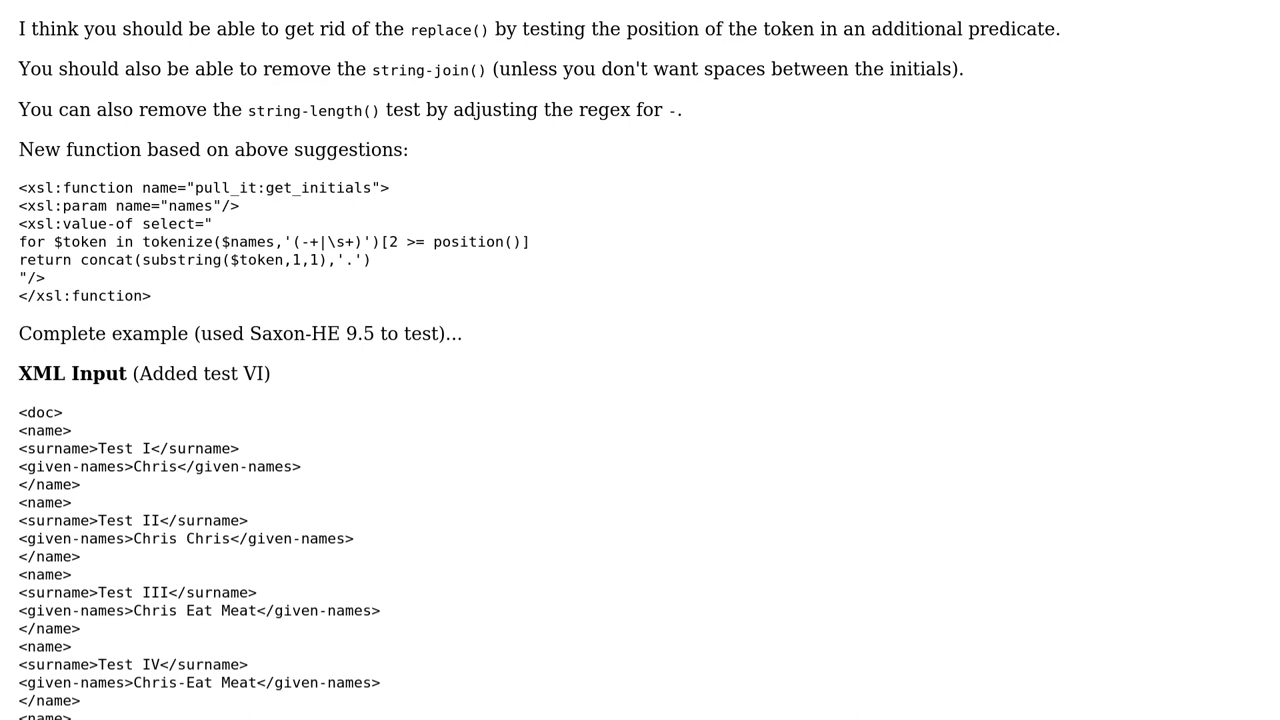 I think you should be able to get rid of the replace() by testing the position of the token in an additional predicate.
You should also be able to remove the string-join() (unless you don't want spaces between the initials).
You can also remove the string-length() test by adjusting the regex for -.
New function based on above suggestions:
<xsl:function name="pull_it:get_initials">
<xsl:param name="names"/>
<xsl:value-of select="
for $token in tokenize($names,'(-+|\s+)')[2 >= position()]
return concat(substring($token,1,1),'.')
"/>
</xsl:function>
Complete example (used Saxon-HE 9.5 to test)...
XML Input (Added test VI)
<doc>
<name>
<surname>Test I</surname>
<given-names>Chris</given-names>
</name>
<name>
<surname>Test II</surname>
<given-names>Chris Chris</given-names>
</name>
<name>
<surname>Test III</surname>
<given-names>Chris Eat Meat</given-names>
</name>
<name>
<surname>Test IV</surname>
<given-names>Chris-Eat Meat</given-names>
</name>
<name>